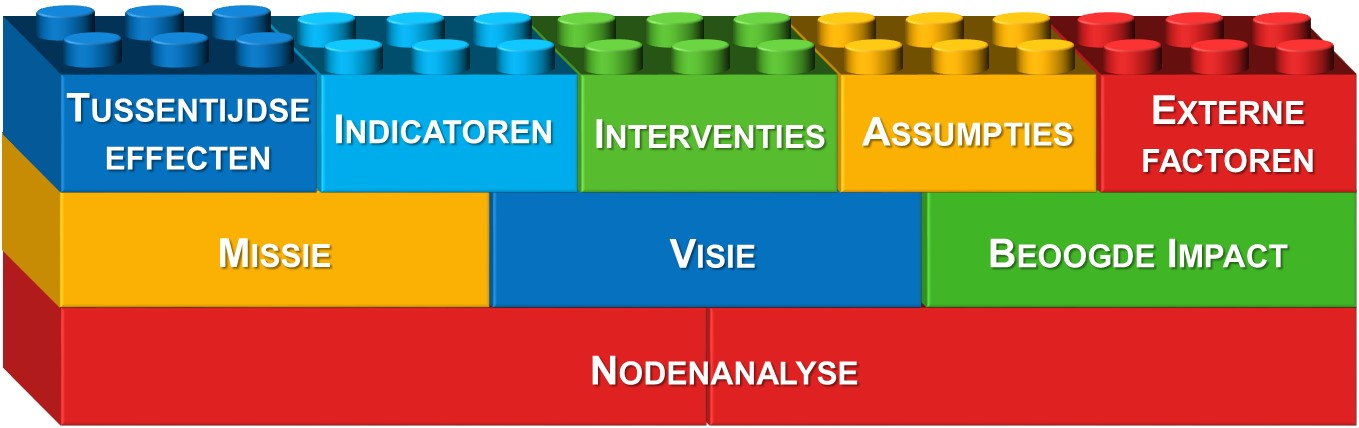 TUSSENTIJDSE
EFFECTEN
INDICATOREN
INTERVENTIES
ASSUMPTIES
EXTERNE
FACTOREN
MISSIE
VISIE
BEOOGDE IMPACT
NODENANALYSE